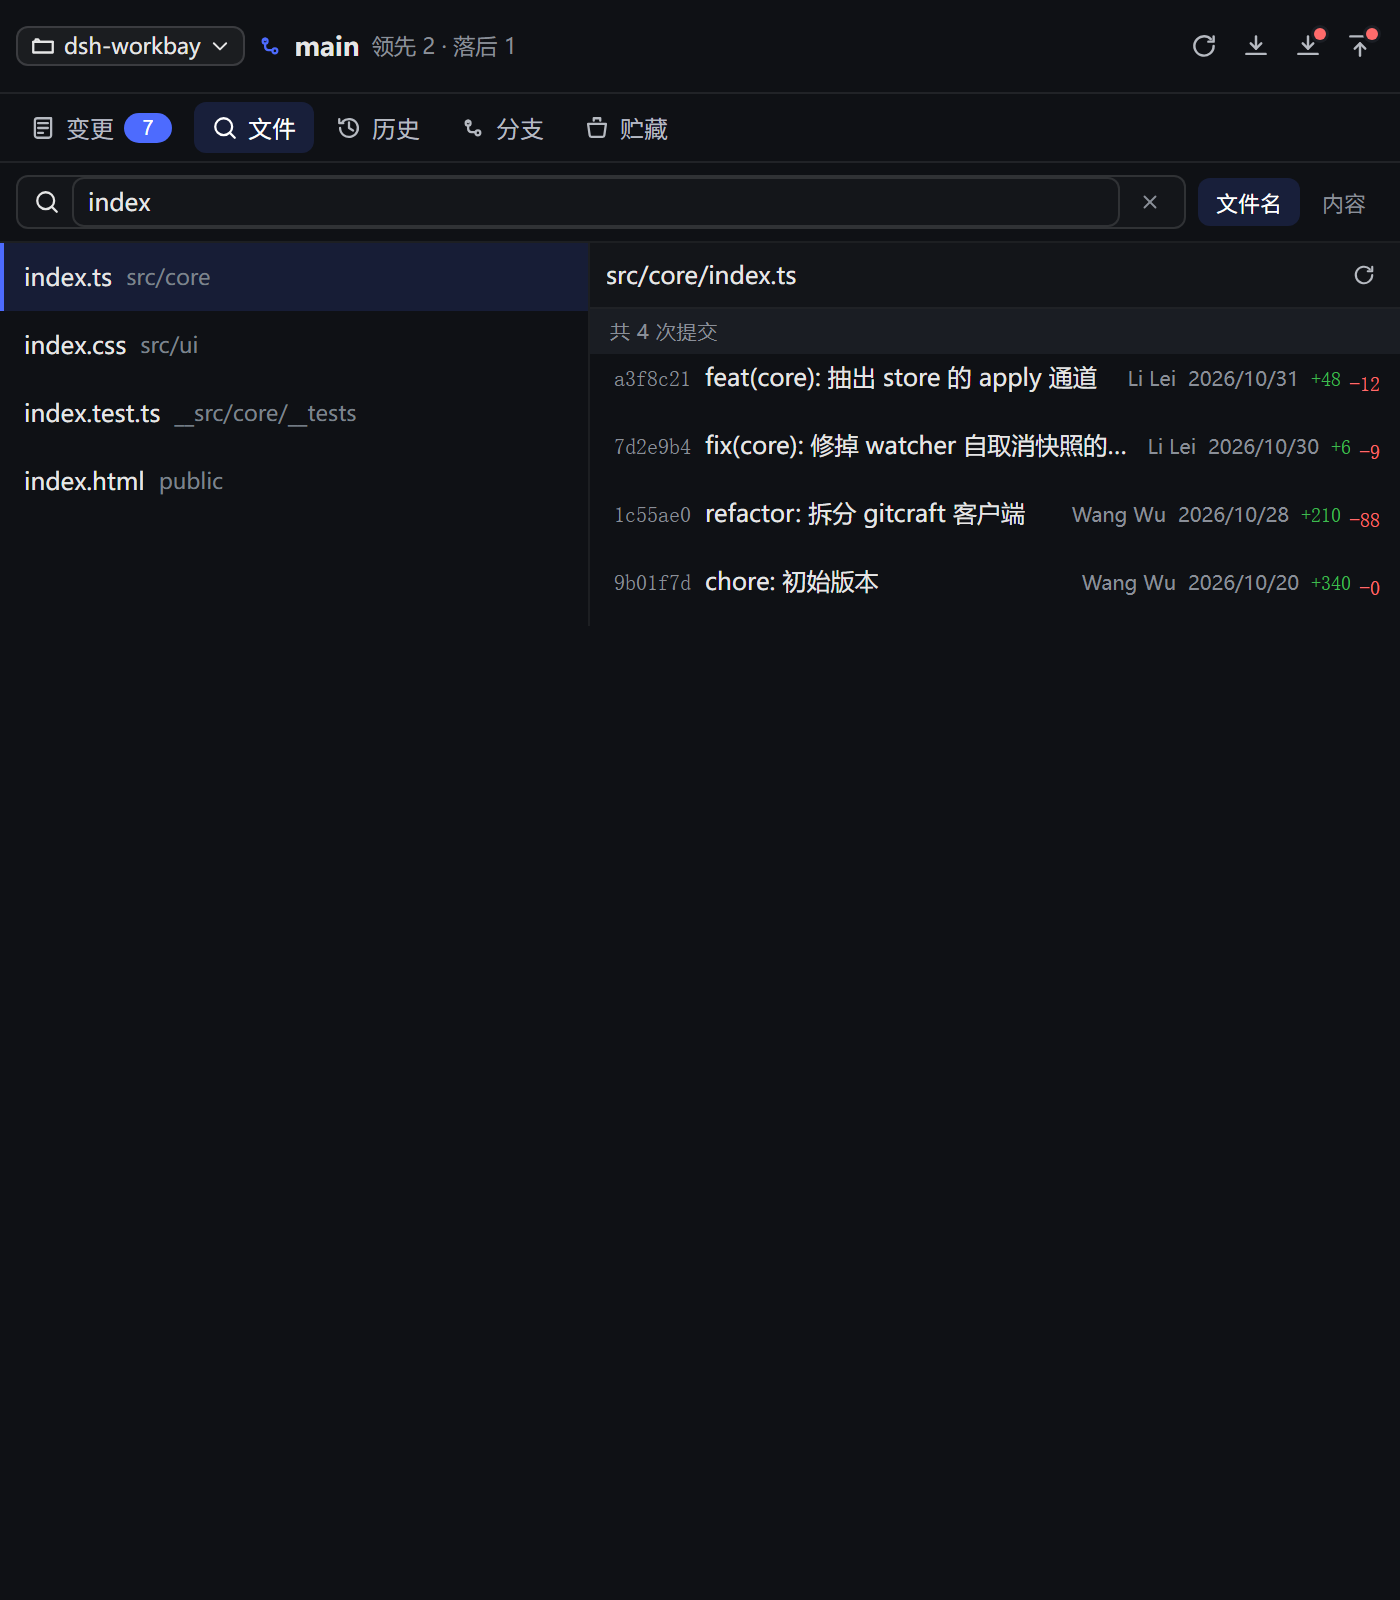 dsh-workbay main 领先 2 · 落后 1
变更 7 文件 历史 分支 贮藏
index 文件名 内容
index.ts src/core
index.css src/ui
index.test.ts __src/core/__tests
index.html public
src/core/index.ts
共 4 次提交
a3f8c21 feat(core): 抽出 store 的 apply 通道 Li Lei 2026/10/31 +48 −12
7d2e9b4 fix(core): 修掉 watcher 自取消快照的... Li Lei 2026/10/30 +6 −9
1c55ae0 refactor: 拆分 gitcraft 客户端 Wang Wu 2026/10/28 +210 −88
9b01f7d chore: 初始版本 Wang Wu 2026/10/20 +340 −0